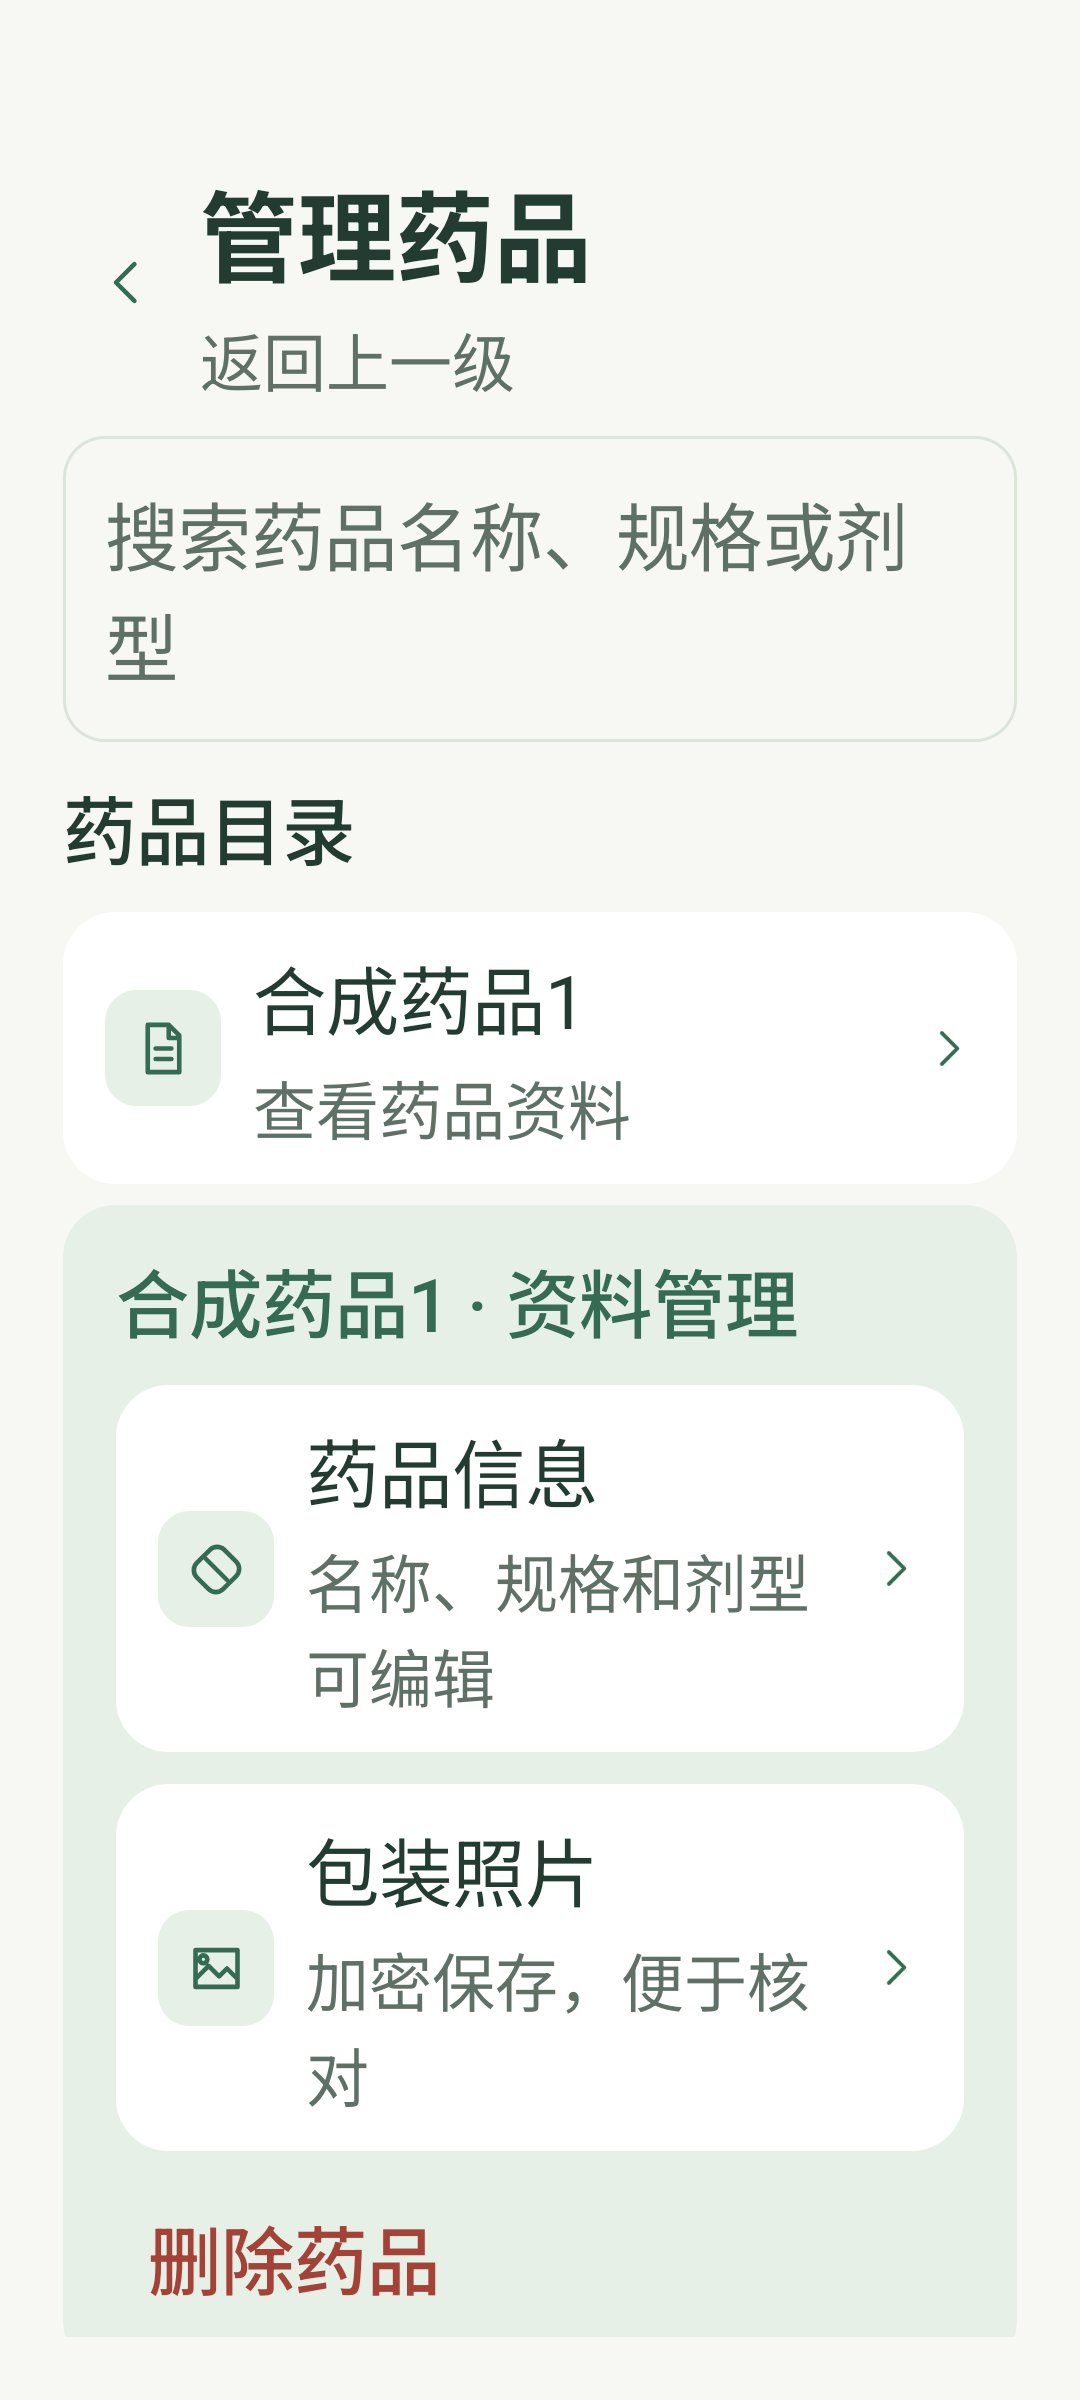 管理药品
返回上一级
搜索药品名称、规格或剂
型
药品目录
合成药品1
查看药品资料
合成药品1 · 资料管理
药品信息
名称、规格和剂型
可编辑
包装照片
加密保存，便于核
对
删除药品